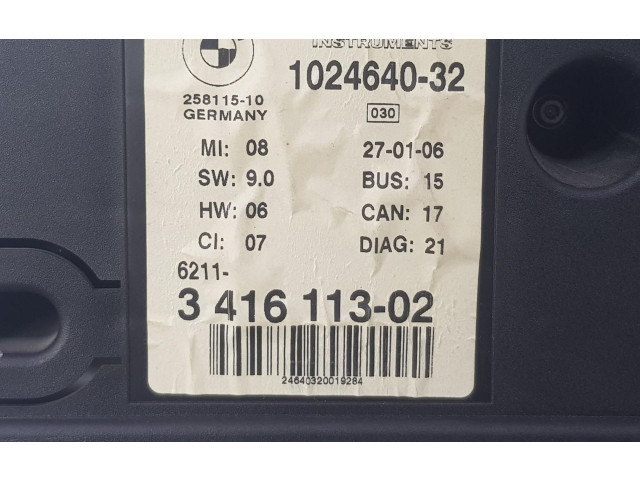 INSTRUMENTS
1024640-32
258115-10
GERMANY
030
MI: 08 27-01-06
SW: 9.0 BUS: 15
HW: 06 CAN: 17
CI: 07 DIAG: 21
6211-
3 416 113-02
24640320019284